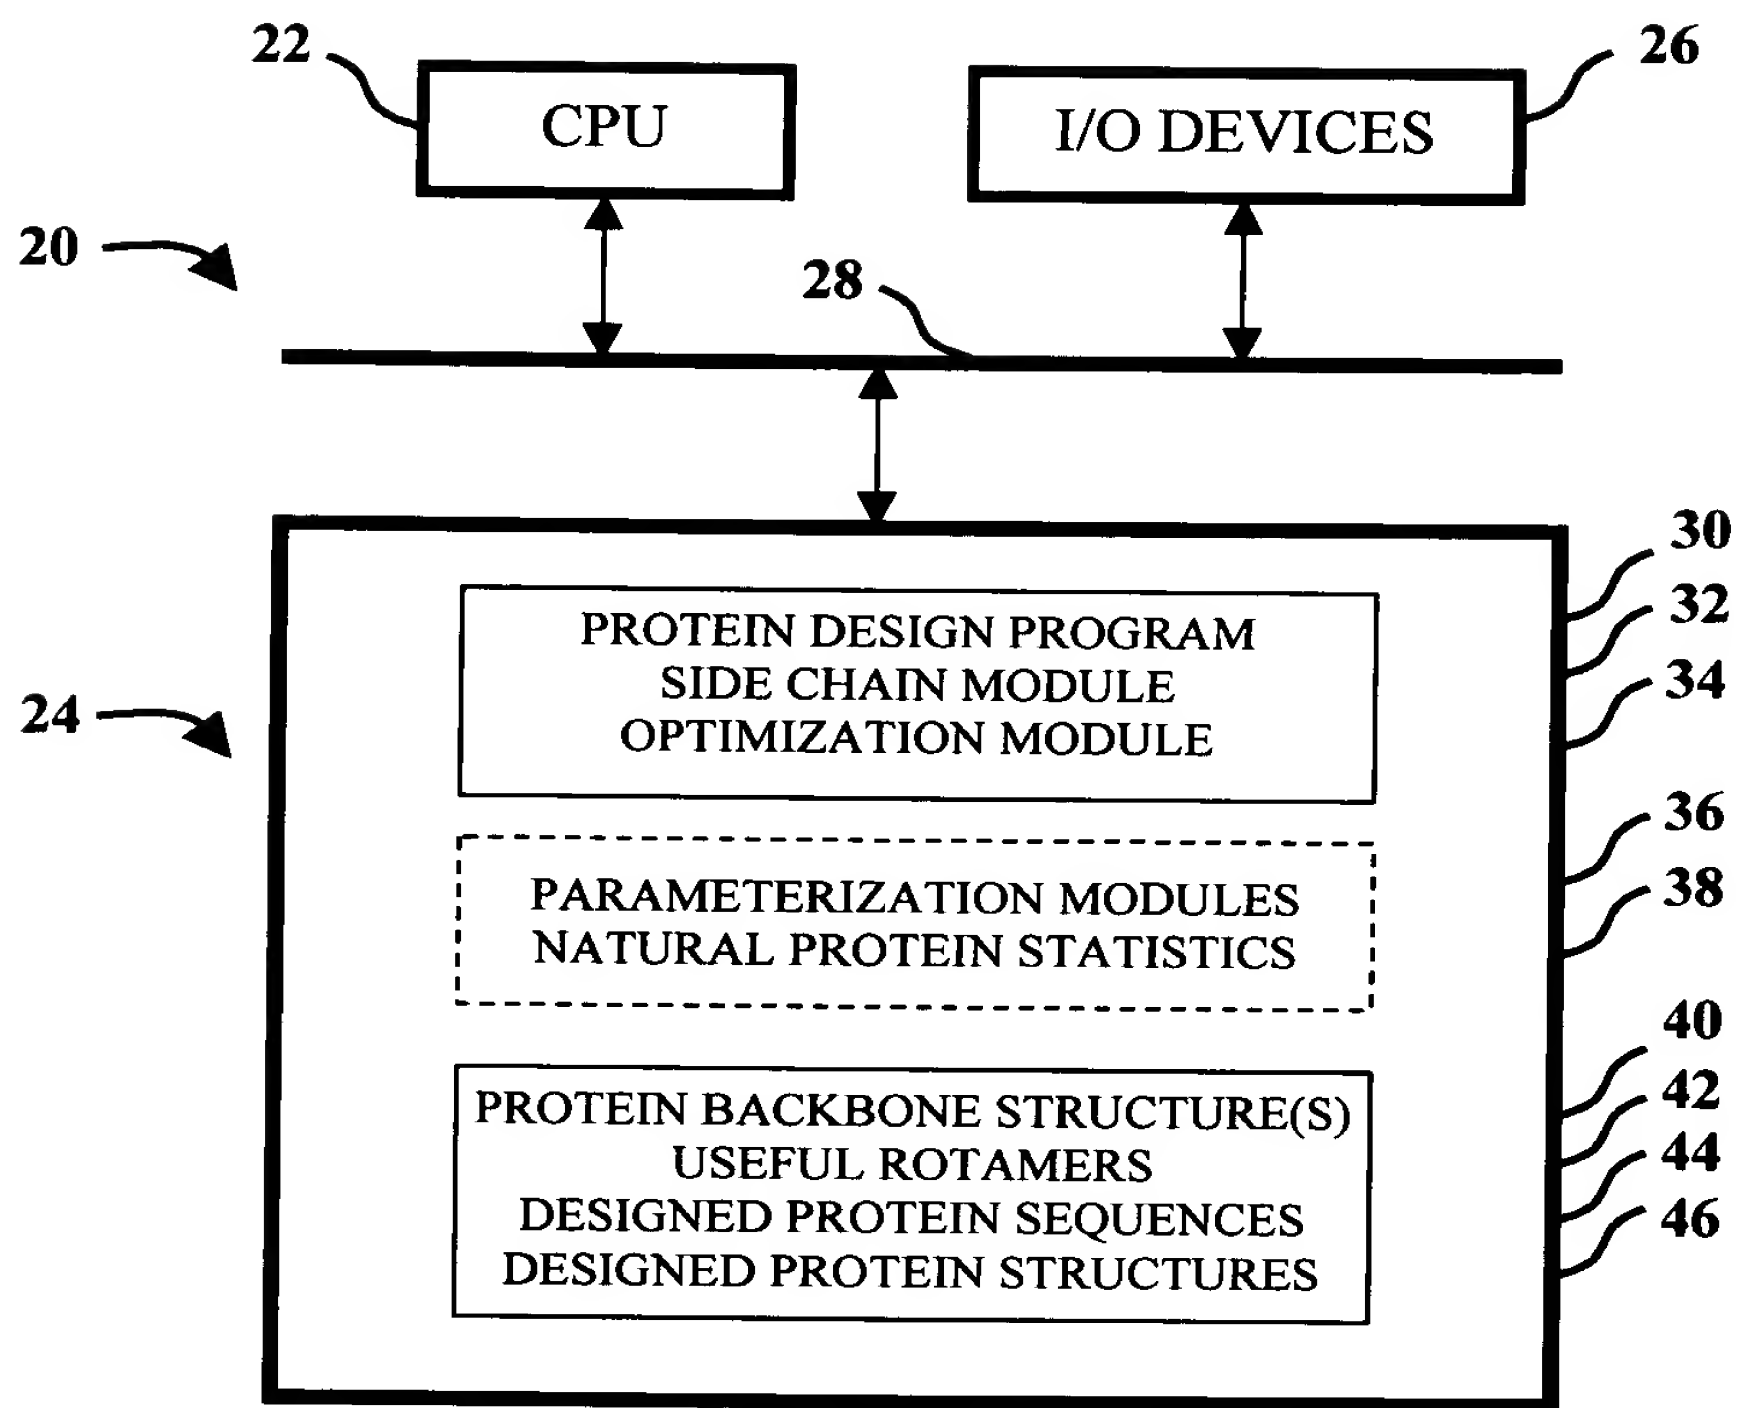 22
CPU
I/O DEVICES
26
20
28
30
PROTEIN DESIGN PROGRAM
32
SIDE CHAIN MODULE
34
OPTIMIZATION MODULE
24
36
PARAMETERIZATION MODULES
38
NATURAL PROTEIN STATISTICS
40
PROTEIN BACKBONE STRUCTURE(S)
42
USEFUL ROTAMERS
44
DESIGNED PROTEIN SEQUENCES
46
DESIGNED PROTEIN STRUCTURES